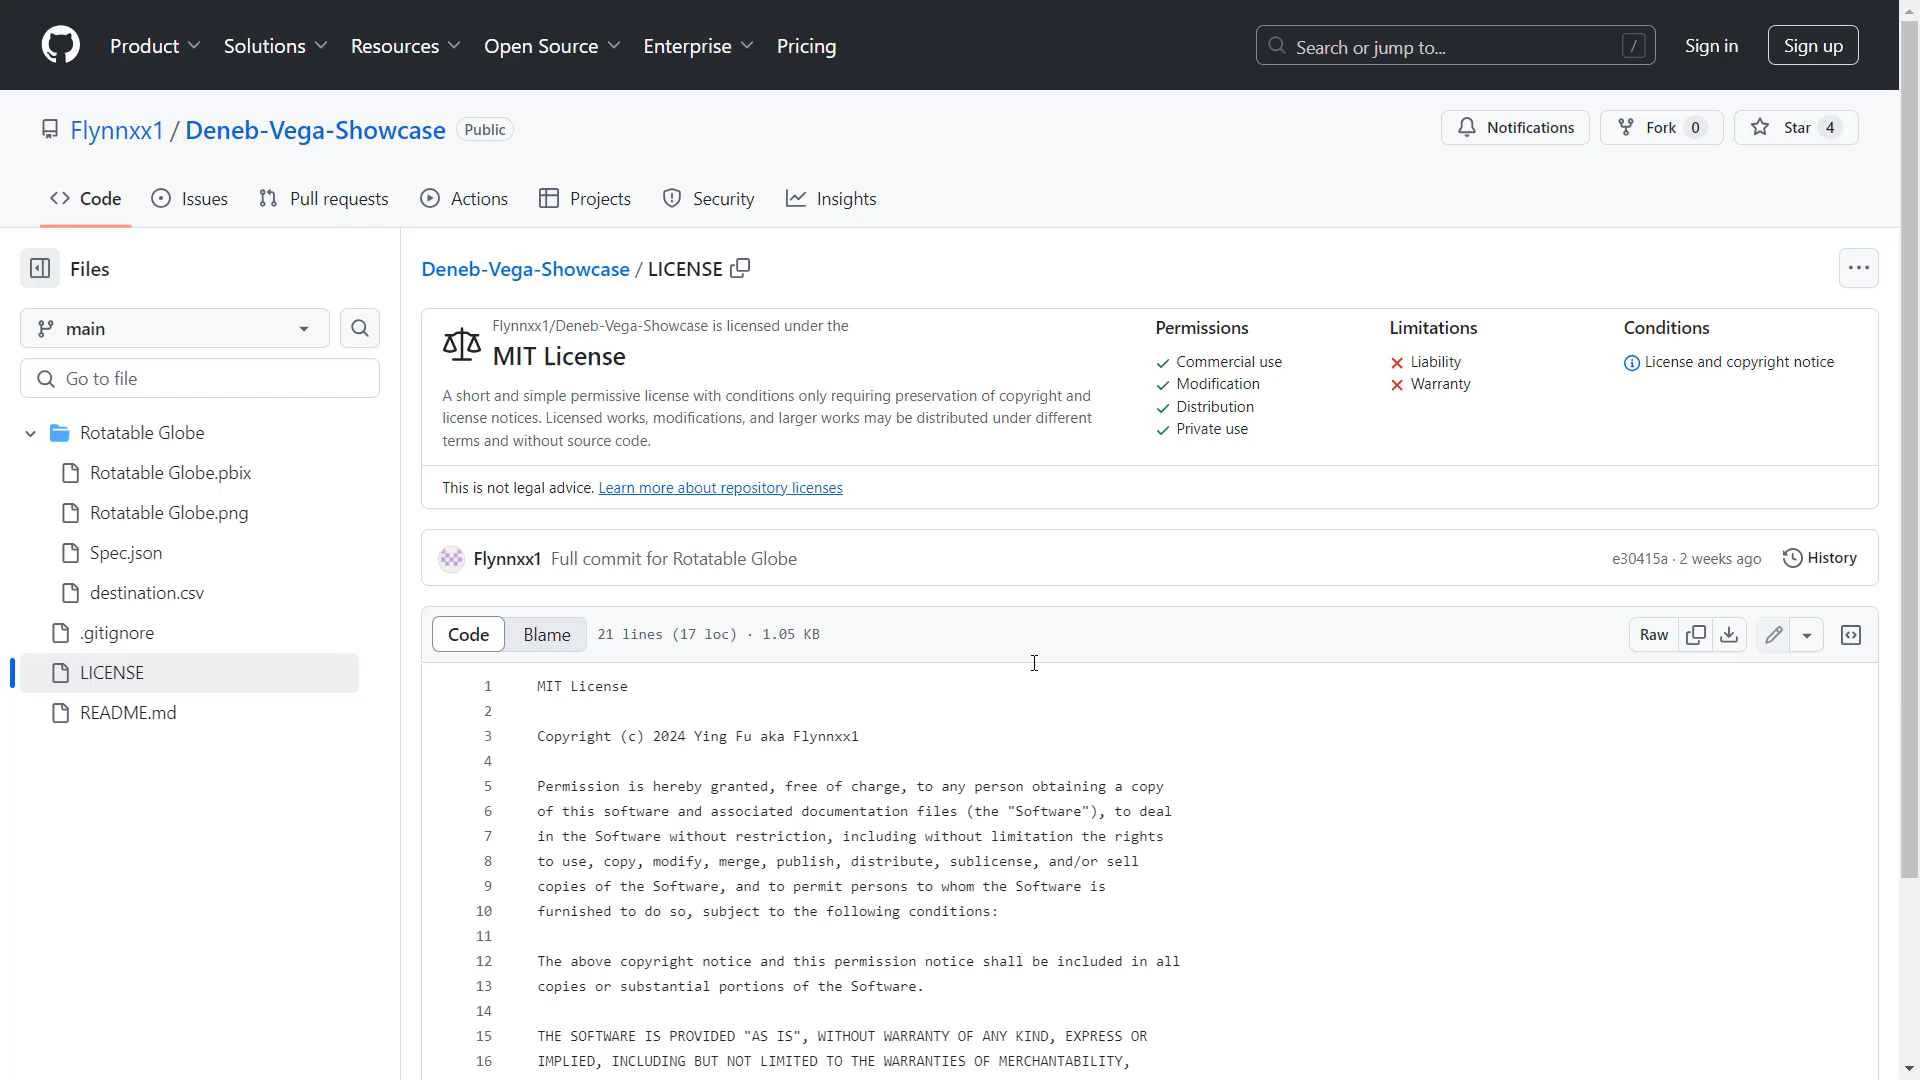 Product Solutions Resources Open Source Enterprise Pricing Search or jump to... / Sign in Sign up
Flynnxx1 / Deneb-Vega-Showcase Public Notifications Fork 0 Star 4
Code Issues Pull requests Actions Projects Security Insights
Files
main
Go to file
Rotatable Globe
Rotatable Globe.pbix
Rotatable Globe.png
Spec.json
destination.csv
.gitignore
LICENSE
README.md
Deneb-Vega-Showcase / LICENSE
Flynnxx1/Deneb-Vega-Showcase is licensed under the
MIT License
A short and simple permissive license with conditions only requiring preservation of copyright and
license notices. Licensed works, modifications, and larger works may be distributed under different
terms and without source code.
Permissions
Commercial use
Modification
Distribution
Private use
Limitations
Liability
Warranty
Conditions
License and copyright notice
This is not legal advice. Learn more about repository licenses
Flynnxx1 Full commit for Rotatable Globe e30415a · 2 weeks ago History
Code Blame 21 lines (17 loc) · 1.05 KB Raw
1 MIT License
2
3 Copyright (c) 2024 Ying Fu aka Flynnxx1
4
5 Permission is hereby granted, free of charge, to any person obtaining a copy
6 of this software and associated documentation files (the "Software"), to deal
7 in the Software without restriction, including without limitation the rights
8 to use, copy, modify, merge, publish, distribute, sublicense, and/or sell
9 copies of the Software, and to permit persons to whom the Software is
10 furnished to do so, subject to the following conditions:
11
12 The above copyright notice and this permission notice shall be included in all
13 copies or substantial portions of the Software.
14
15 THE SOFTWARE IS PROVIDED "AS IS", WITHOUT WARRANTY OF ANY KIND, EXPRESS OR
16 IMPLIED, INCLUDING BUT NOT LIMITED TO THE WARRANTIES OF MERCHANTABILITY,